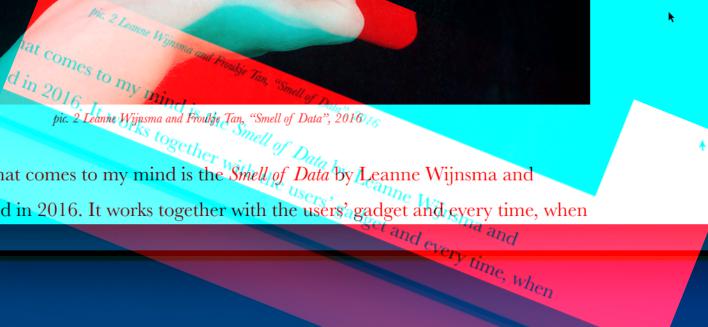 pic. 2 Leanne Wijnsma and Froukje Tan, “Smell of Data”, 2016
hat comes to my mind is the Smell of Data by Leanne Wijnsma and
d in 2016. It works together with the users’ gadget and every time, when
pic. 2 Leanne Wijnsma and Froukje Tan, “Smell of Data”, 2016
hat comes to my mind is the Smell of Data by Leanne Wijnsma and
d in 2016. It works together with the users’ gadget and every time, when